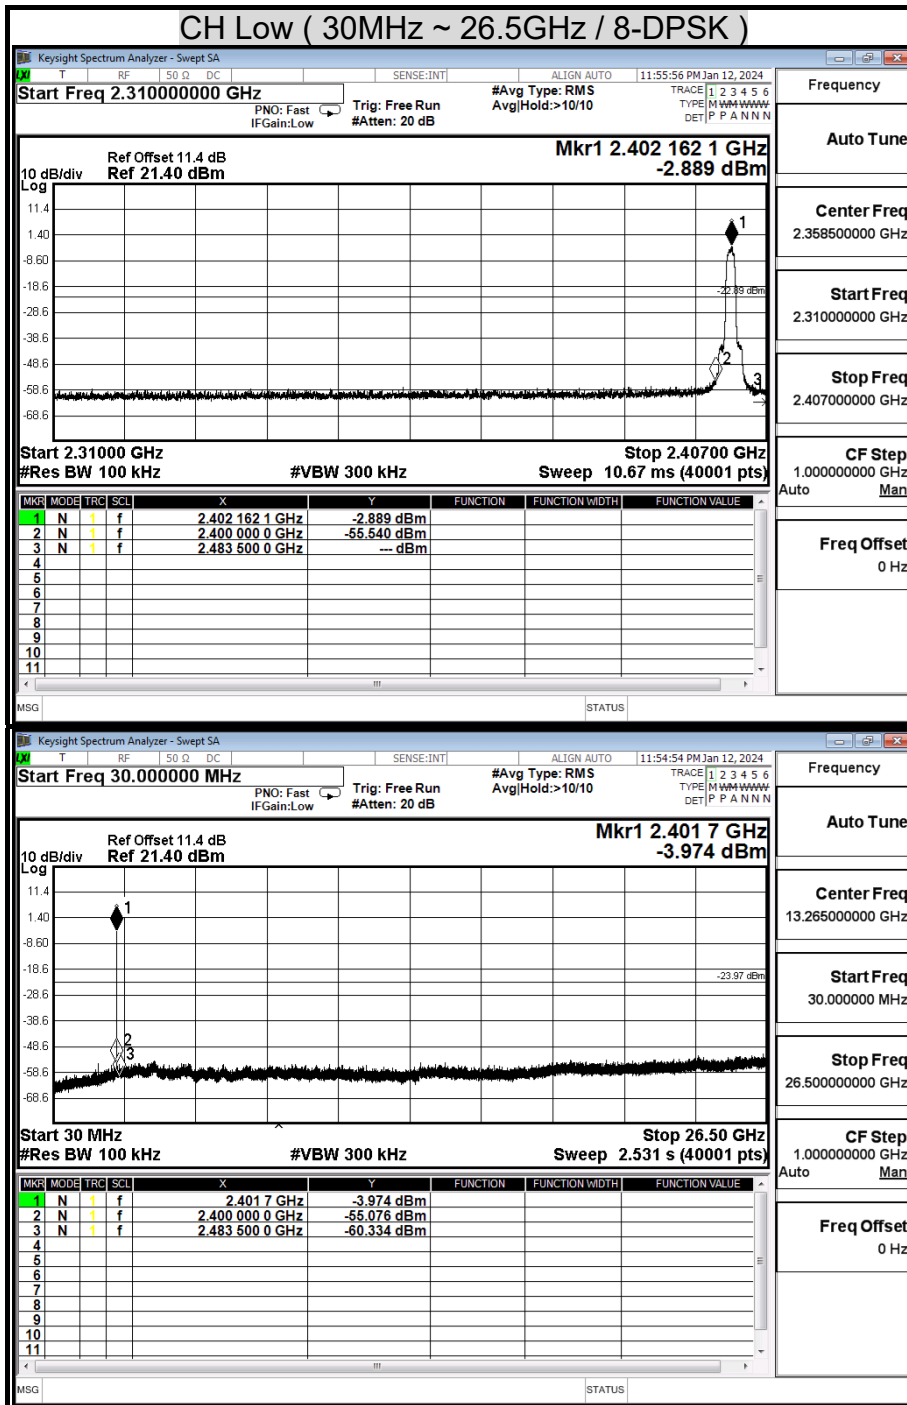 CH Low ( 30MHz ~ 26.5GHz / 8-DPSK )
Keysight Spectrum Analyzer - Swept SA
LXI T RF 50 Ω DC SENSE:INT ALIGN AUTO 11:55:56 PM Jan 12, 2024
Start Freq 2.310000000 GHz
PNO: Fast
IFGain:Low
Trig: Free Run
#Atten: 20 dB
#Avg Type: RMS
Avg|Hold:>10/10
TRACE 1 2 3 4 5 6
TYPE M WM WWWW
DET P P A N N N
Ref Offset 11.4 dB
10 dB/div Ref 21.40 dBm
Log
Mkr1 2.402 162 1 GHz
-2.889 dBm
11.4
1.40
-8.60
-18.6
-28.6
-38.6
-48.6
-58.6
-68.6
1
-22.89 dBm
2
3
Start 2.31000 GHz Stop 2.40700 GHz
#Res BW 100 kHz #VBW 300 kHz Sweep 10.67 ms (40001 pts)
MKR MODE TRC SCL X Y FUNCTION FUNCTION WIDTH FUNCTION VALUE
1 N 1 f 2.402 162 1 GHz -2.889 dBm
2 N 1 f 2.400 000 0 GHz -55.540 dBm
3 N 1 f 2.483 500 0 GHz --- dBm
4
5
6
7
8
9
10
11
MSG STATUS
Frequency
Auto Tune
Center Freq
2.358500000 GHz
Start Freq
2.310000000 GHz
Stop Freq
2.407000000 GHz
CF Step
1.000000000 GHz
Auto Man
Freq Offset
0 Hz
Keysight Spectrum Analyzer - Swept SA
LXI T RF 50 Ω DC SENSE:INT ALIGN AUTO 11:54:54 PM Jan 12, 2024
Start Freq 30.000000 MHz
PNO: Fast
IFGain:Low
Trig: Free Run
#Atten: 20 dB
#Avg Type: RMS
Avg|Hold:>10/10
TRACE 1 2 3 4 5 6
TYPE M WM WWWW
DET P P A N N N
Ref Offset 11.4 dB
10 dB/div Ref 21.40 dBm
Log
Mkr1 2.401 7 GHz
-3.974 dBm
11.4
1.40
-8.60
-18.6
-28.6
-38.6
-48.6
-58.6
-68.6
1
-23.97 dBm
2
3
Start 30 MHz Stop 26.50 GHz
#Res BW 100 kHz #VBW 300 kHz Sweep 2.531 s (40001 pts)
MKR MODE TRC SCL X Y FUNCTION FUNCTION WIDTH FUNCTION VALUE
1 N 1 f 2.401 7 GHz -3.974 dBm
2 N 1 f 2.400 000 0 GHz -55.076 dBm
3 N 1 f 2.483 500 0 GHz -60.334 dBm
4
5
6
7
8
9
10
11
MSG STATUS
Frequency
Auto Tune
Center Freq
13.265000000 GHz
Start Freq
30.000000 MHz
Stop Freq
26.500000000 GHz
CF Step
1.000000000 GHz
Auto Man
Freq Offset
0 Hz